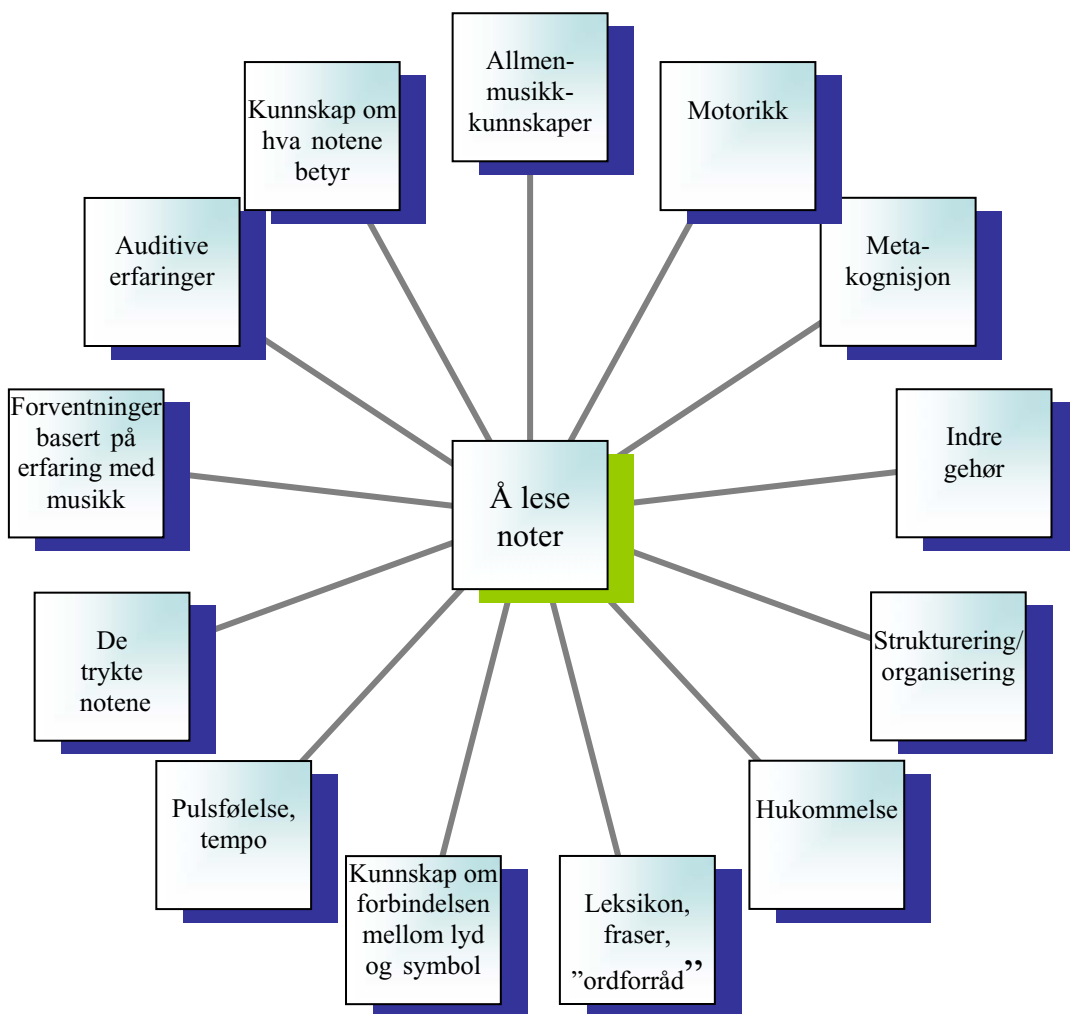 Allmen-
musikk-
kunnskaper
Motorikk
Meta-
kognisjon
Indre
gehør
Strukturering/
organisering
Hukommelse
Leksikon,
fraser,
”ordforråd”
Kunnskap om
forbindelsen
mellom lyd
og symbol
Pulsfølelse,
tempo
De
trykte
notene
Forventninger
basert på
erfaring med
musikk
Auditive
erfaringer
Kunnskap om
hva notene
betyr
Å lese
noter